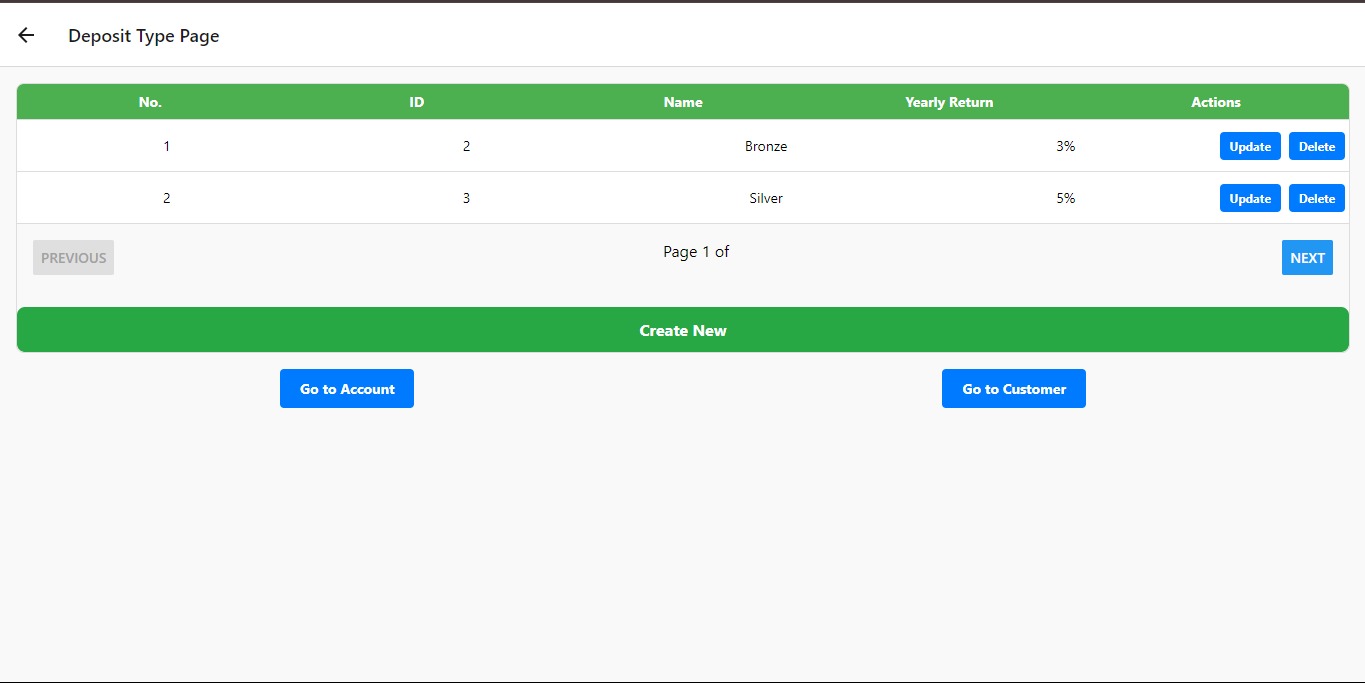 Deposit Type Page
No. ID Name Yearly Return Actions
1 2 Bronze 3% Update Delete
2 3 Silver 5% Update Delete
PREVIOUS Page 1 of NEXT
Create New
Go to Account Go to Customer